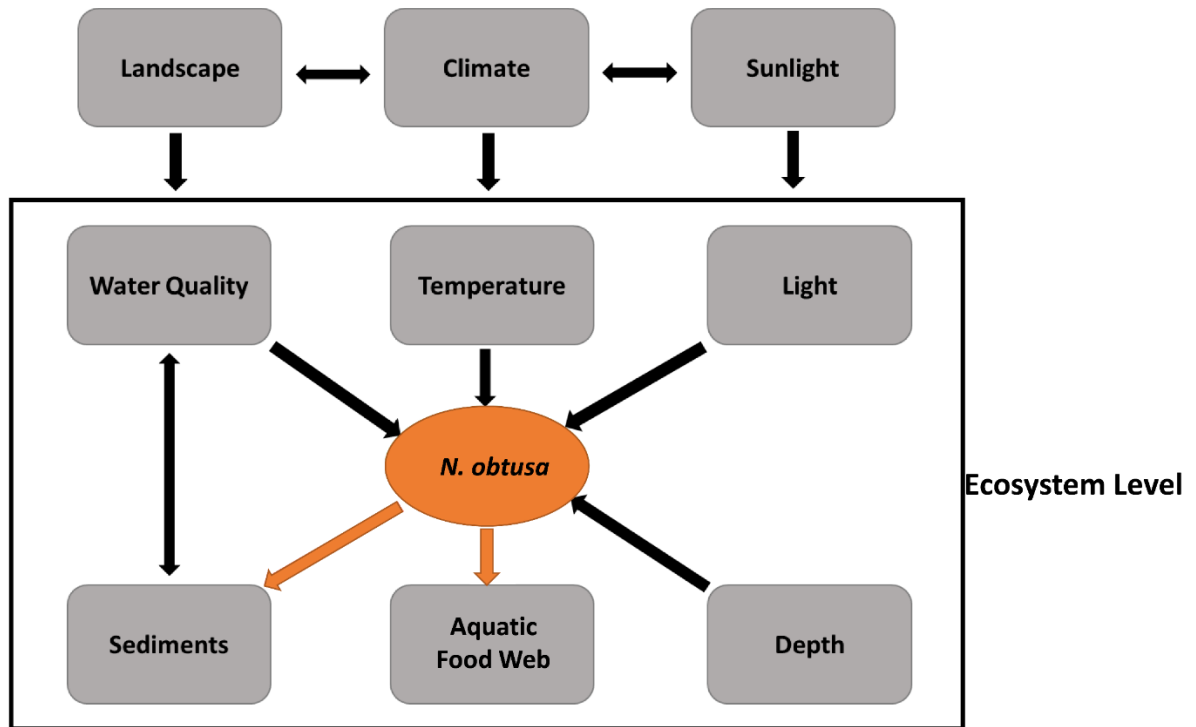 Landscape
Climate
Sunlight
Water Quality
Temperature
Light
N. obtusa
Ecosystem Level
Sediments
Aquatic
Food Web
Depth